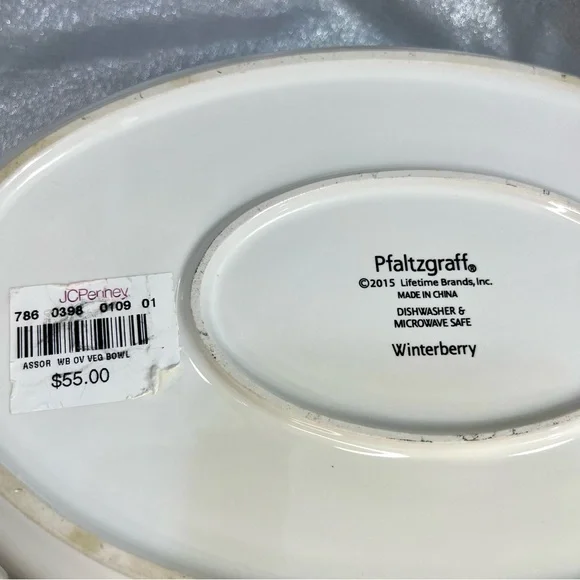 JCPenney
786 0398 0109 01
ASSOR WB OV VEG BOWL
$55.00
Pfaltzgraff®
©2015 Lifetime Brands, Inc.
MADE IN CHINA
DISHWASHER &
MICROWAVE SAFE
Winterberry